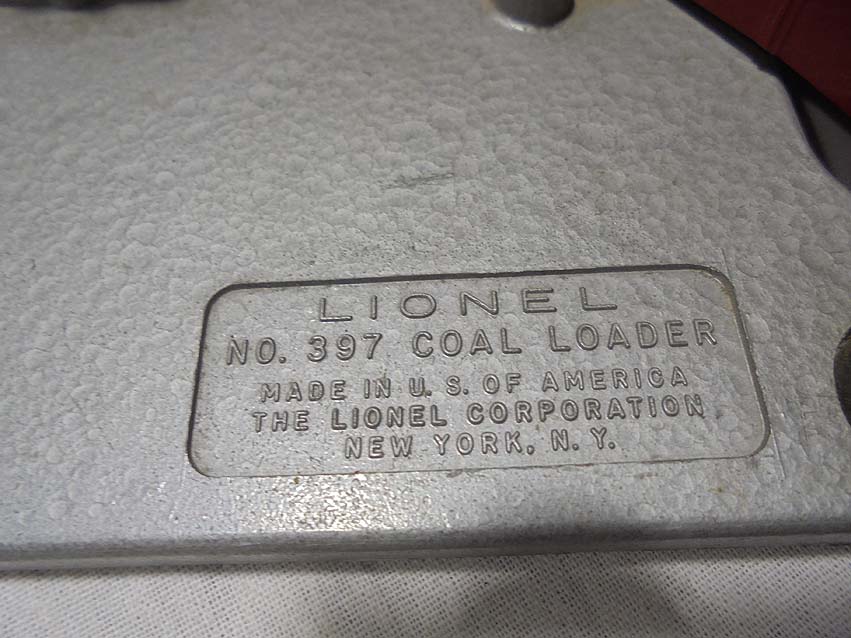 LIONEL
NO. 397 COAL LOADER
MADE IN U. S. OF AMERICA
THE LIONEL CORPORATION
NEW YORK, N. Y.